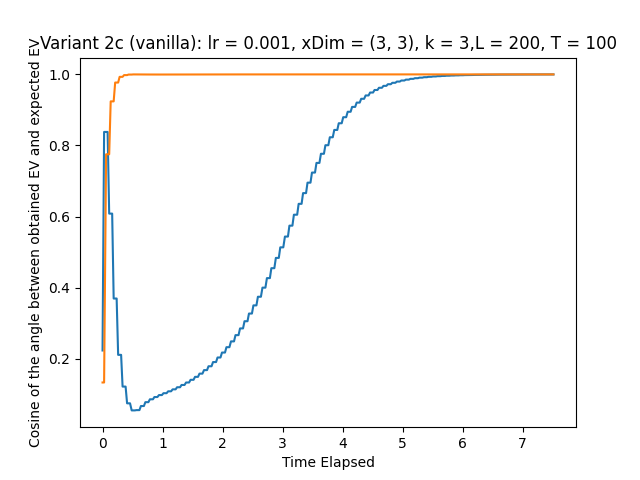 Variant 2c (vanilla): lr = 0.001, xDim = (3, 3), k = 3,L = 200, T = 100
Cosine of the angle between obtained EV and expected EV
1.0
0.8
0.6
0.4
0.2
0 1 2 3 4 5 6 7
Time Elapsed